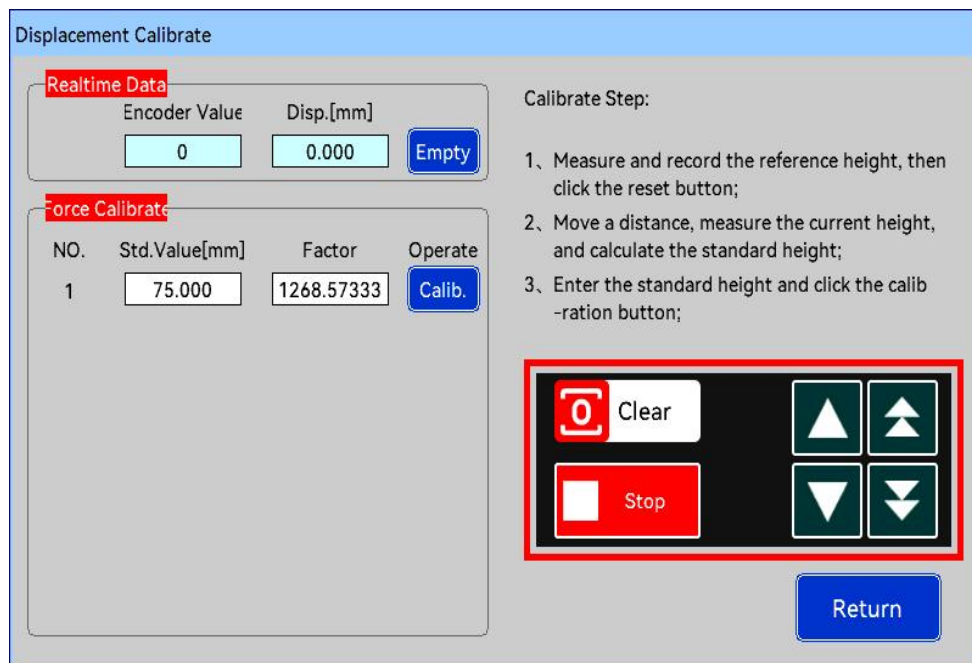 Displacement Calibrate
Realtime Data
Encoder Value Disp.[mm]
0 0.000 Empty
Force Calibrate
NO. Std.Value[mm] Factor Operate
1 75.000 1268.57333 Calib.
Calibrate Step:
1、Measure and record the reference height, then
click the reset button;
2、Move a distance, measure the current height,
and calculate the standard height;
3、Enter the standard height and click the calib
-ration button;
0 Clear
Stop
Return